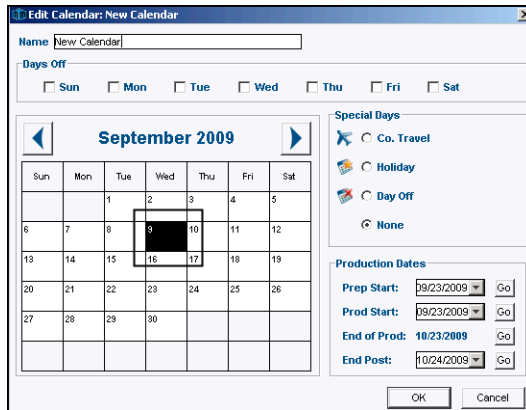 Edit Calendar: New Calendar
Name New Calendar
Days Off
Sun Mon Tue Wed Thu Fri Sat
September 2009
Sun Mon Tue Wed Thu Fri Sat
1 2 3 4 5
6 7 8 9 10 11 12
13 14 15 16 17 18 19
20 21 22 23 24 25 26
27 28 29 30
Special Days
Co. Travel
Holiday
Day Off
None
Production Dates
Prep Start: 09/23/2009 Go
Prod Start: 09/23/2009 Go
End of Prod: 10/23/2009 Go
End Post: 10/24/2009 Go
OK Cancel